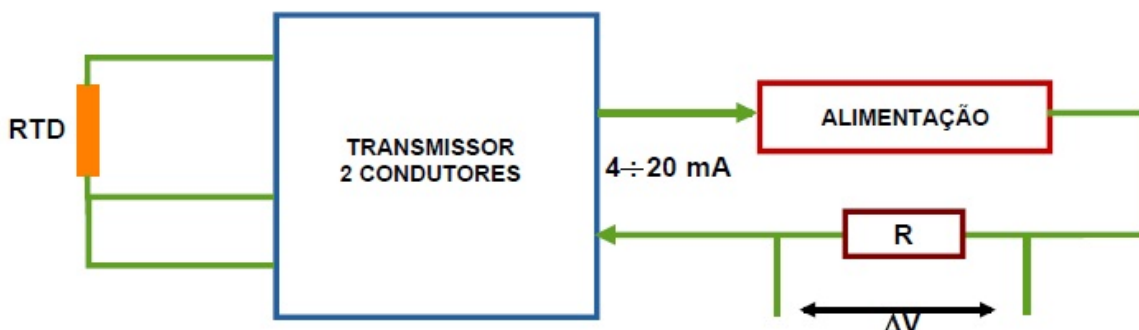 RTD
TRANSMISSOR
2 CONDUTORES
4÷20 mA
ALIMENTAÇÃO
R
ΔV